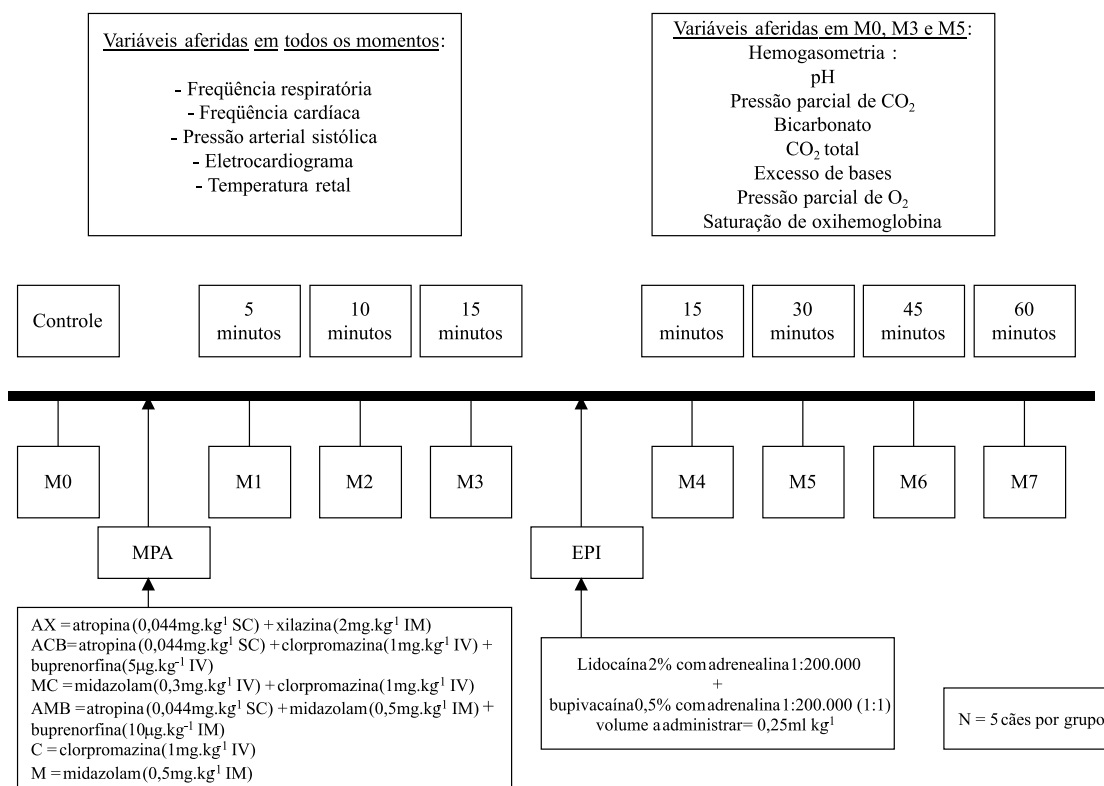 Variáveis aferidas em todos os momentos:
- Freqüência respiratória
- Freqüência cardíaca
- Pressão arterial sistólica
- Eletrocardiograma
- Temperatura retal
Variáveis aferidas em M0, M3 e M5:
Hemogasometria :
pH
Pressão parcial de CO₂
Bicarbonato
CO₂ total
Excesso de bases
Pressão parcial de O₂
Saturação de oxihemoglobina
Controle
5
minutos
10
minutos
15
minutos
15
minutos
30
minutos
45
minutos
60
minutos
M0
M1
M2
M3
M4
M5
M6
M7
MPA
EPI
AX = atropina (0,044mg.kg¹ SC) + xilazina (2mg.kg¹ IM)
ACB= atropina (0,044mg.kg¹ SC) + clorpromazina (1mg.kg¹ IV) +
buprenorfina (5µg.kg⁻¹ IV)
MC = midazolam (0,3mg.kg¹ IV) + clorpromazina (1mg.kg¹ IV)
AMB = atropina (0,044mg.kg¹ SC) + midazolam (0,5mg.kg¹ IM) +
buprenorfina (10µg.kg⁻¹ IM)
C = clorpromazina (1mg.kg¹ IV)
M = midazolam (0,5mg.kg¹ IM)
Lidocaína 2% com adrenealina 1:200.000
+
bupivacaína 0,5% com adrenalina 1:200.000 (1:1)
volume a administrar= 0,25ml kg¹
N = 5 cães por grupo